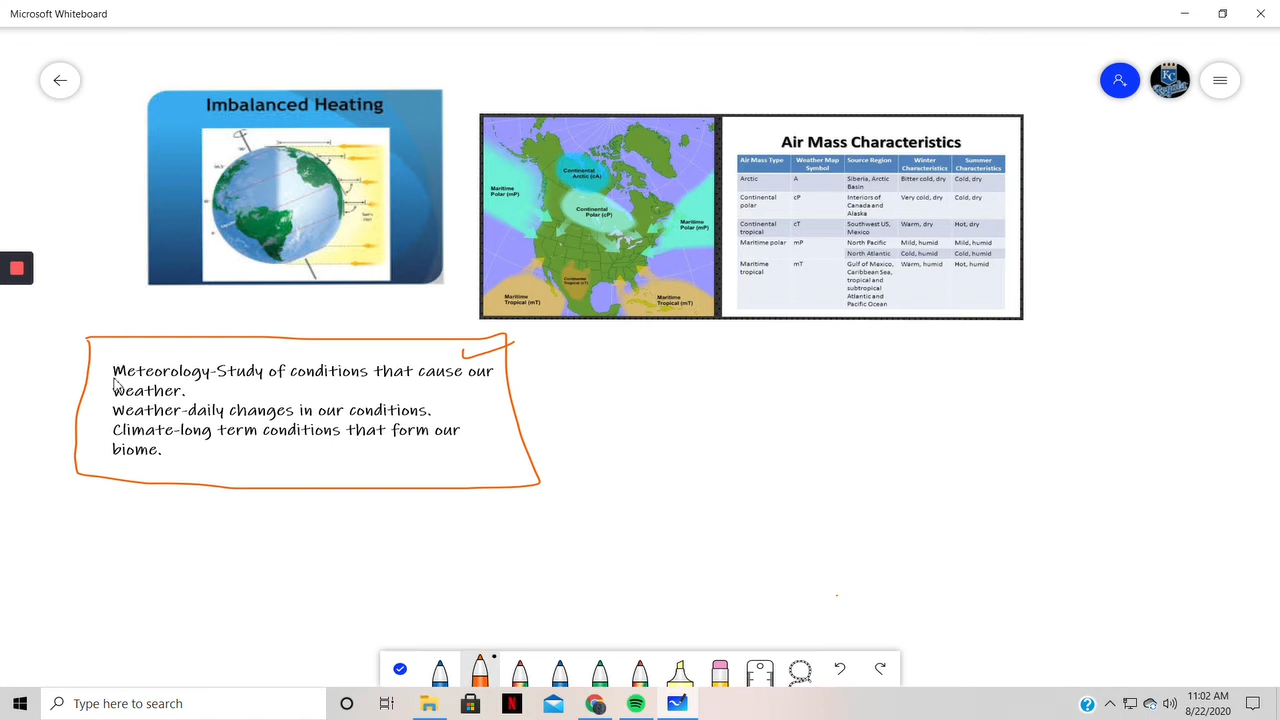 Microsoft Whiteboard
Imbalanced Heating
Continental
Arctic (cA)
Maritime
Polar (mP)
Continental
Polar (cP)
Maritime
Polar (mP)
Continental
Tropical (cT)
Maritime
Tropical (mT)
Maritime
Tropical (mT)
Air Mass Characteristics
Air Mass Type Weather Map Symbol Source Region Winter Characteristics Summer Characteristics
Arctic A Siberia, Arctic Basin Bitter cold, dry Cold, dry
Continental polar cP Interiors of Canada and Alaska Very cold, dry Cold, dry
Continental tropical cT Southwest US, Mexico Warm, dry Hot, dry
Maritime polar mP North Pacific Mild, humid Mild, humid
North Atlantic Cold, humid Cold, humid
Maritime tropical mT Gulf of Mexico, Caribbean Sea, tropical and subtropical Atlantic and Pacific Ocean Warm, humid Hot, humid
Meteorology-Study of conditions that cause our
weather.
Weather-daily changes in our conditions.
Climate-long term conditions that form our
biome.
Type here to search
11:02 AM
8/22/2020